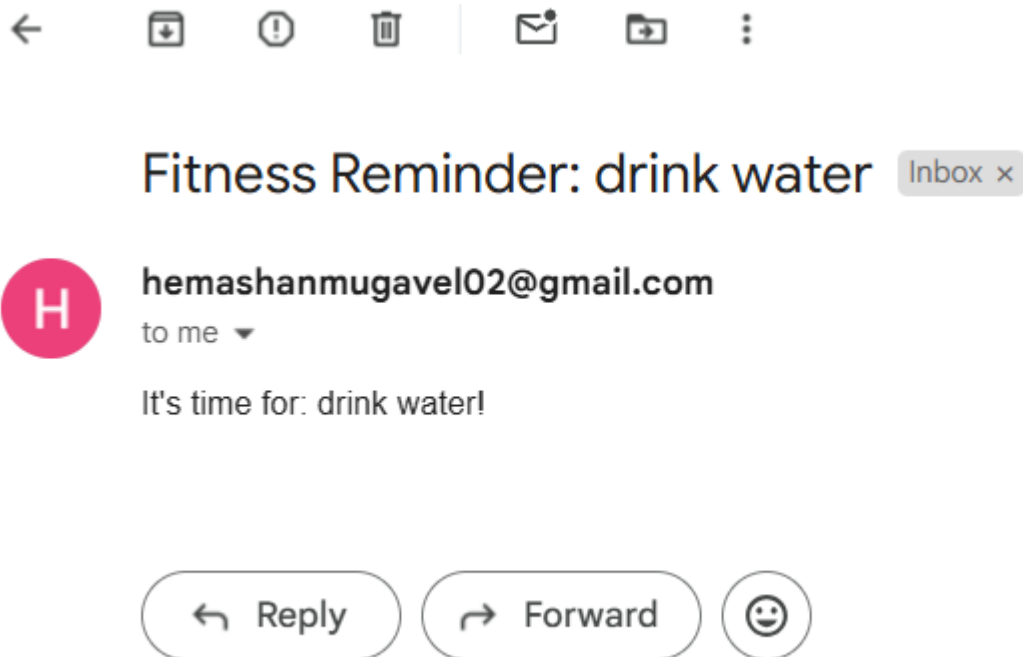 Fitness Reminder: drink water Inbox ×
H
hemashanmugavel02@gmail.com
to me
It's time for: drink water!
Reply Forward